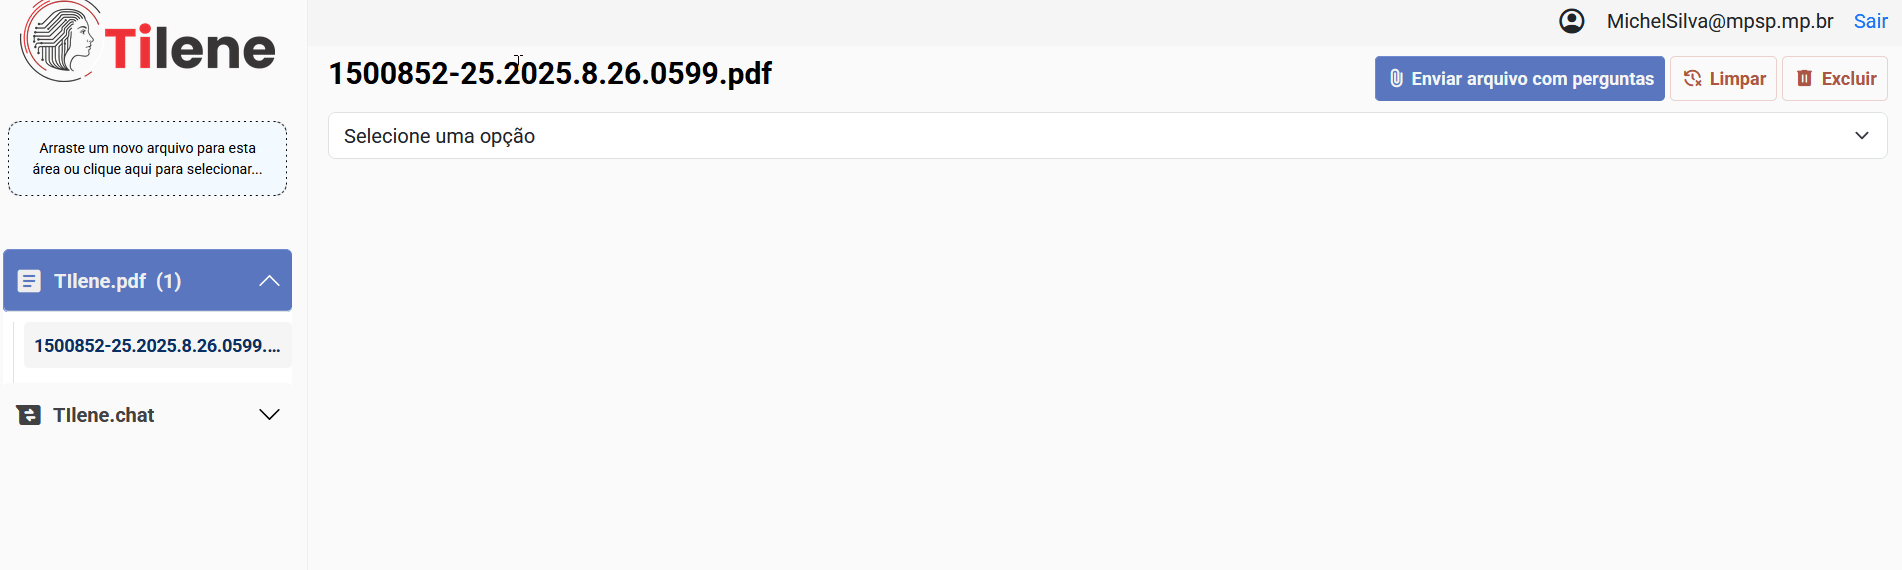 Tilene
MichelSilva@mpsp.mp.br Sair
1500852-25.2025.8.26.0599.pdf
Enviar arquivo com perguntas
Limpar
Excluir
Selecione uma opção
Arraste um novo arquivo para esta
área ou clique aqui para selecionar...
TIlene.pdf (1)
1500852-25.2025.8.26.0599....
TIlene.chat